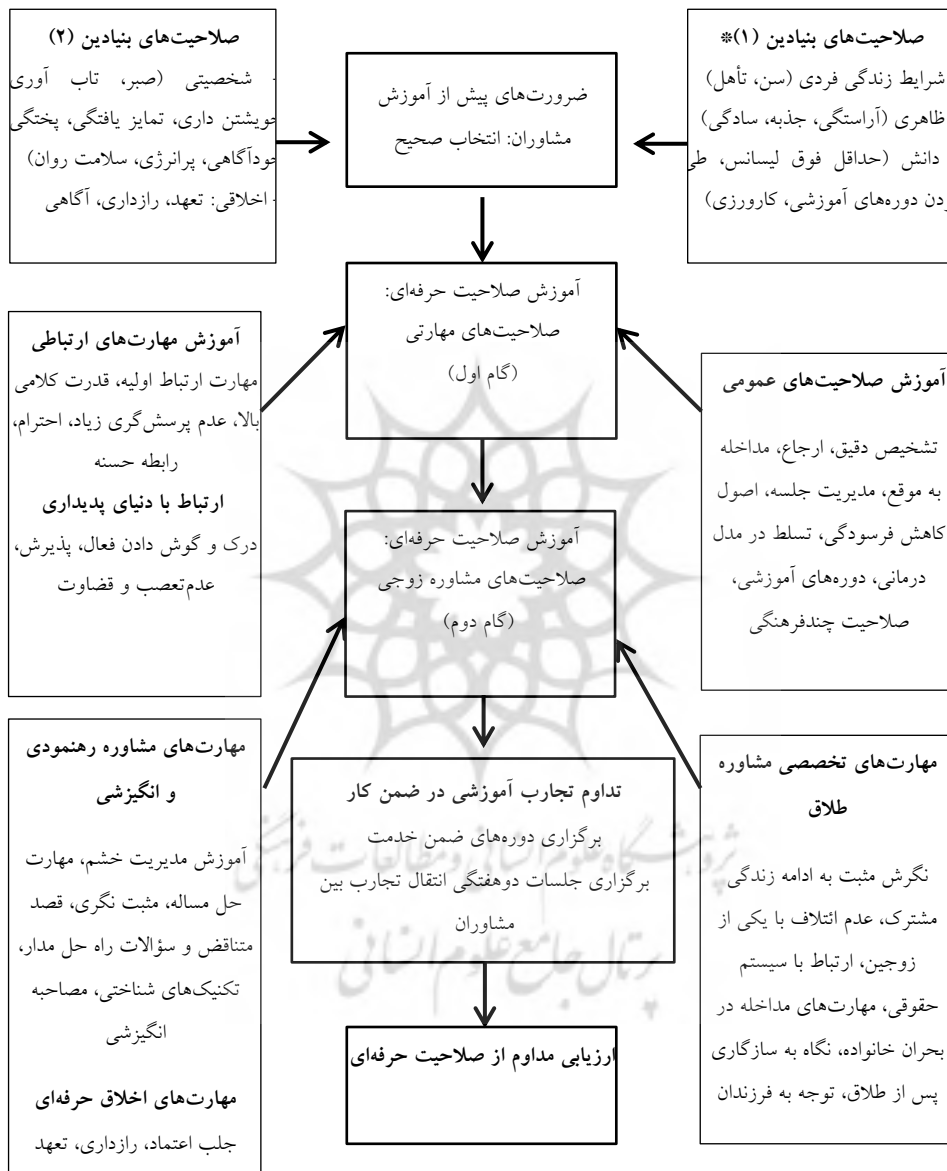 صلاحیت‌های بنیادین (۱)*
شرایط زندگی فردی (سن، تأهل)
ظاهری (آراستگی، جذبه، سادگی)
دانش (حداقل فوق لیسانس، طی
دوره‌های آموزشی، کارورزی)
ضرورت‌های پیش از آموزش
مشاوران: انتخاب صحیح
صلاحیت‌های بنیادین (۲)
- شخصیتی (صبر، تاب آوری
خویشتن داری، تمایز یافتگی، پختگی
خودآگاهی، پرانرژی، سلامت روان)
- اخلاقی: تعهد، رازداری، آگاهی
آموزش صلاحیت حرفه‌ای:
صلاحیت‌های مهارتی
(گام اول)
آموزش صلاحیت‌های عمومی
تشخیص دقیق، ارجاع، مداخله
به موقع، مدیریت جلسه، اصول
کاهش فرسودگی، تسلط در مدل
درمانی، دوره‌های آموزشی،
صلاحیت چندفرهنگی
آموزش مهارت‌های ارتباطی
مهارت ارتباط اولیه، قدرت کلامی
بالا، عدم پرسش‌گری زیاد، احترام،
رابطه حسنه
ارتباط با دنیای پدیداری
درک و گوش دادن فعال، پذیرش،
عدم‌تعصب و قضاوت
آموزش صلاحیت حرفه‌ای:
صلاحیت‌های مشاوره زوجی
(گام دوم)
مهارت‌های تخصصی مشاوره
طلاق
نگرش مثبت به ادامه زندگی
مشترک، عدم ائتلاف با یکی از
زوجین، ارتباط با سیستم
حقوقی، مهارت‌های مداخله در
بحران خانواده، نگاه به سازگاری
پس از طلاق، توجه به فرزندان
مهارت‌های مشاوره رهنمودی
و انگیزشی
آموزش مدیریت خشم، مهارت
حل مساله، مثبت نگری، قصد
متناقض و سؤالات راه حل مدار،
تکنیک‌های شناختی، مصاحبه
انگیزشی
مهارت‌های اخلاق حرفه‌ای
جلب اعتماد، رازداری، تعهد
تداوم تجارب آموزشی در ضمن کار
برگزاری دوره‌های ضمن خدمت
برگزاری جلسات دوهفتگی انتقال تجارب بین
مشاوران
ارزیابی مداوم از صلاحیت حرفه‌ای
پژوهشگاه علوم انسانی و مطالعات فرهنگی
پرتال جامع علوم انسانی